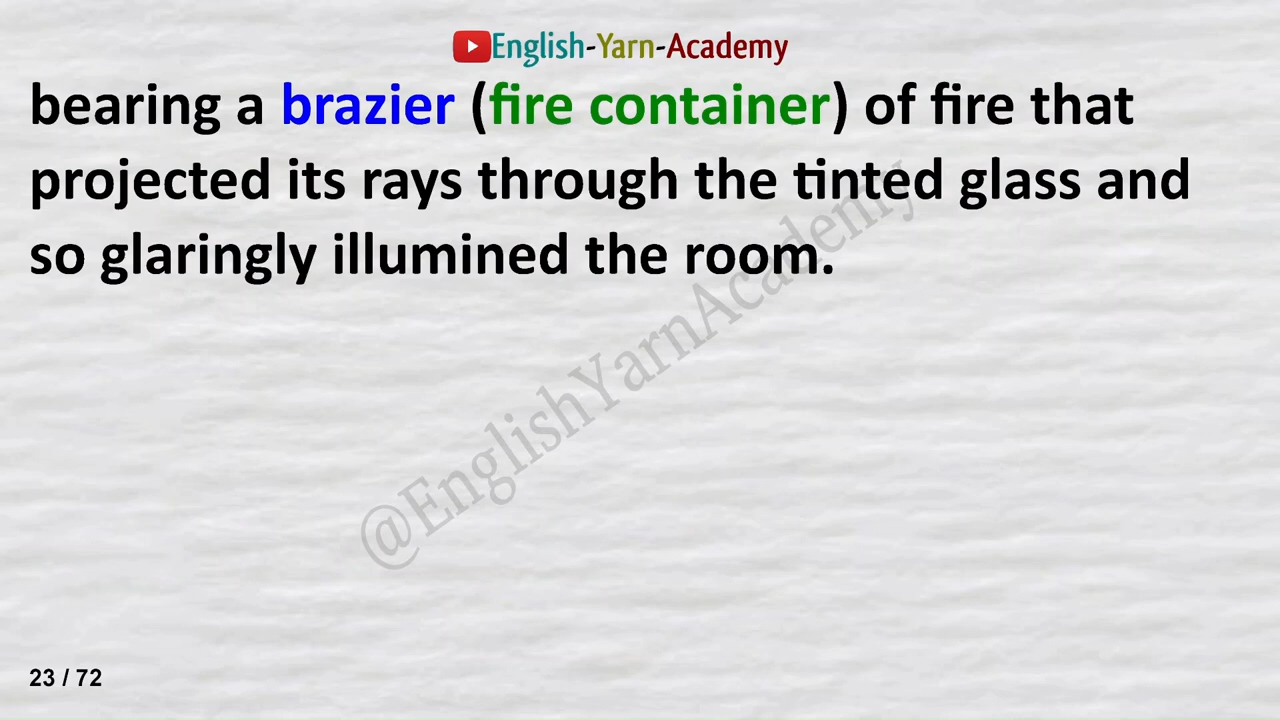 English-Yarn-Academy
bearing a brazier (fire container) of fire that
projected its rays through the tinted glass and
so glaringly illumined the room.
@EnglishYarnAcademy
23 / 72